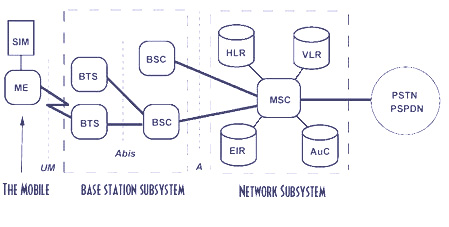 SIM
HLR
VLR
BSC
BTS
ME
MSC
PSTN
PSPDN
BTS
BSC
EIR
AuC
Abis
UM
A
THE MOBILE
BASE STATION SUBSYSTEM
NETWORK SUBSYSTEM